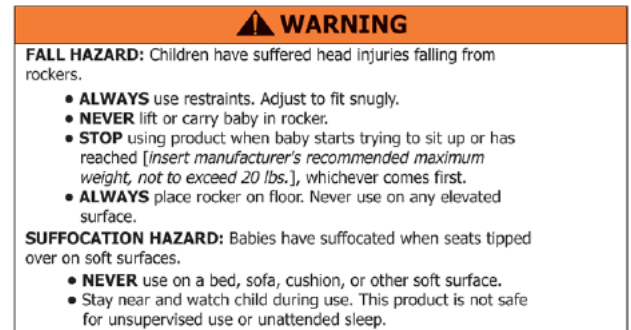 WARNING
FALL HAZARD: Children have suffered head injuries falling from
rockers.
● ALWAYS use restraints. Adjust to fit snugly.
● NEVER lift or carry baby in rocker.
● STOP using product when baby starts trying to sit up or has
reached [insert manufacturer's recommended maximum
weight, not to exceed 20 lbs.], whichever comes first.
● ALWAYS place rocker on floor. Never use on any elevated
surface.
SUFFOCATION HAZARD: Babies have suffocated when seats tipped
over on soft surfaces.
● NEVER use on a bed, sofa, cushion, or other soft surface.
● Stay near and watch child during use. This product is not safe
for unsupervised use or unattended sleep.